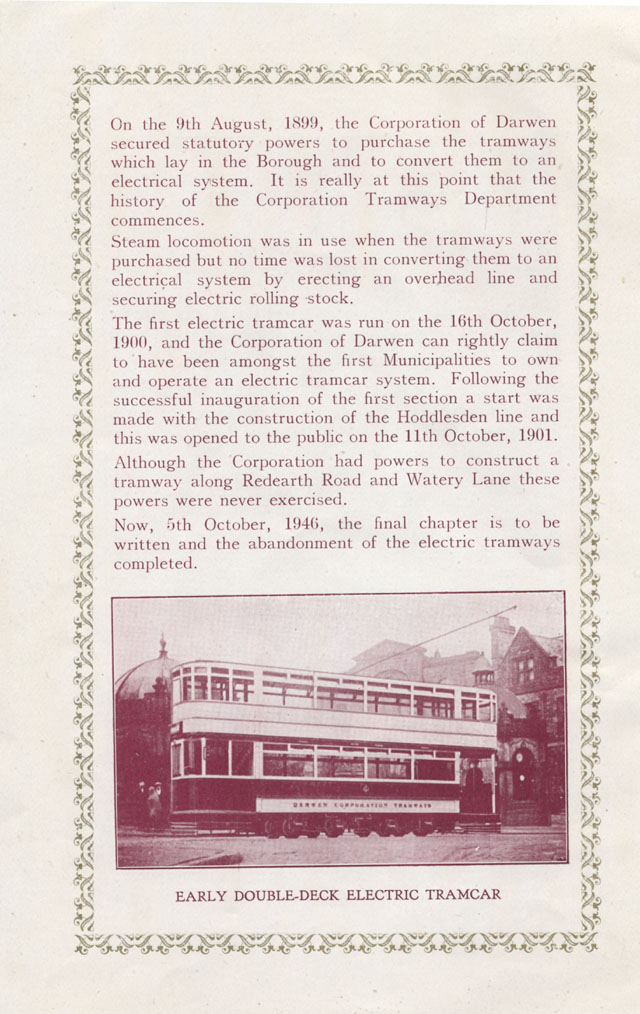 On the 9th August, 1899, the Corporation of Darwen
secured statutory powers to purchase the tramways
which lay in the Borough and to convert them to an
electrical system. It is really at this point that the
history of the Corporation Tramways Department
commences.
Steam locomotion was in use when the tramways were
purchased but no time was lost in converting them to an
electrical system by erecting an overhead line and
securing electric rolling stock.
The first electric tramcar was run on the 16th October,
1900, and the Corporation of Darwen can rightly claim
to have been amongst the first Municipalities to own
and operate an electric tramcar system. Following the
successful inauguration of the first section a start was
made with the construction of the Hoddlesden line and
this was opened to the public on the 11th October, 1901.
Although the Corporation had powers to construct a
tramway along Redearth Road and Watery Lane these
powers were never exercised.
Now, 5th October, 1946, the final chapter is to be
written and the abandonment of the electric tramways
completed.
DARWEN CORPORATION TRAMWAYS
EARLY DOUBLE-DECK ELECTRIC TRAMCAR